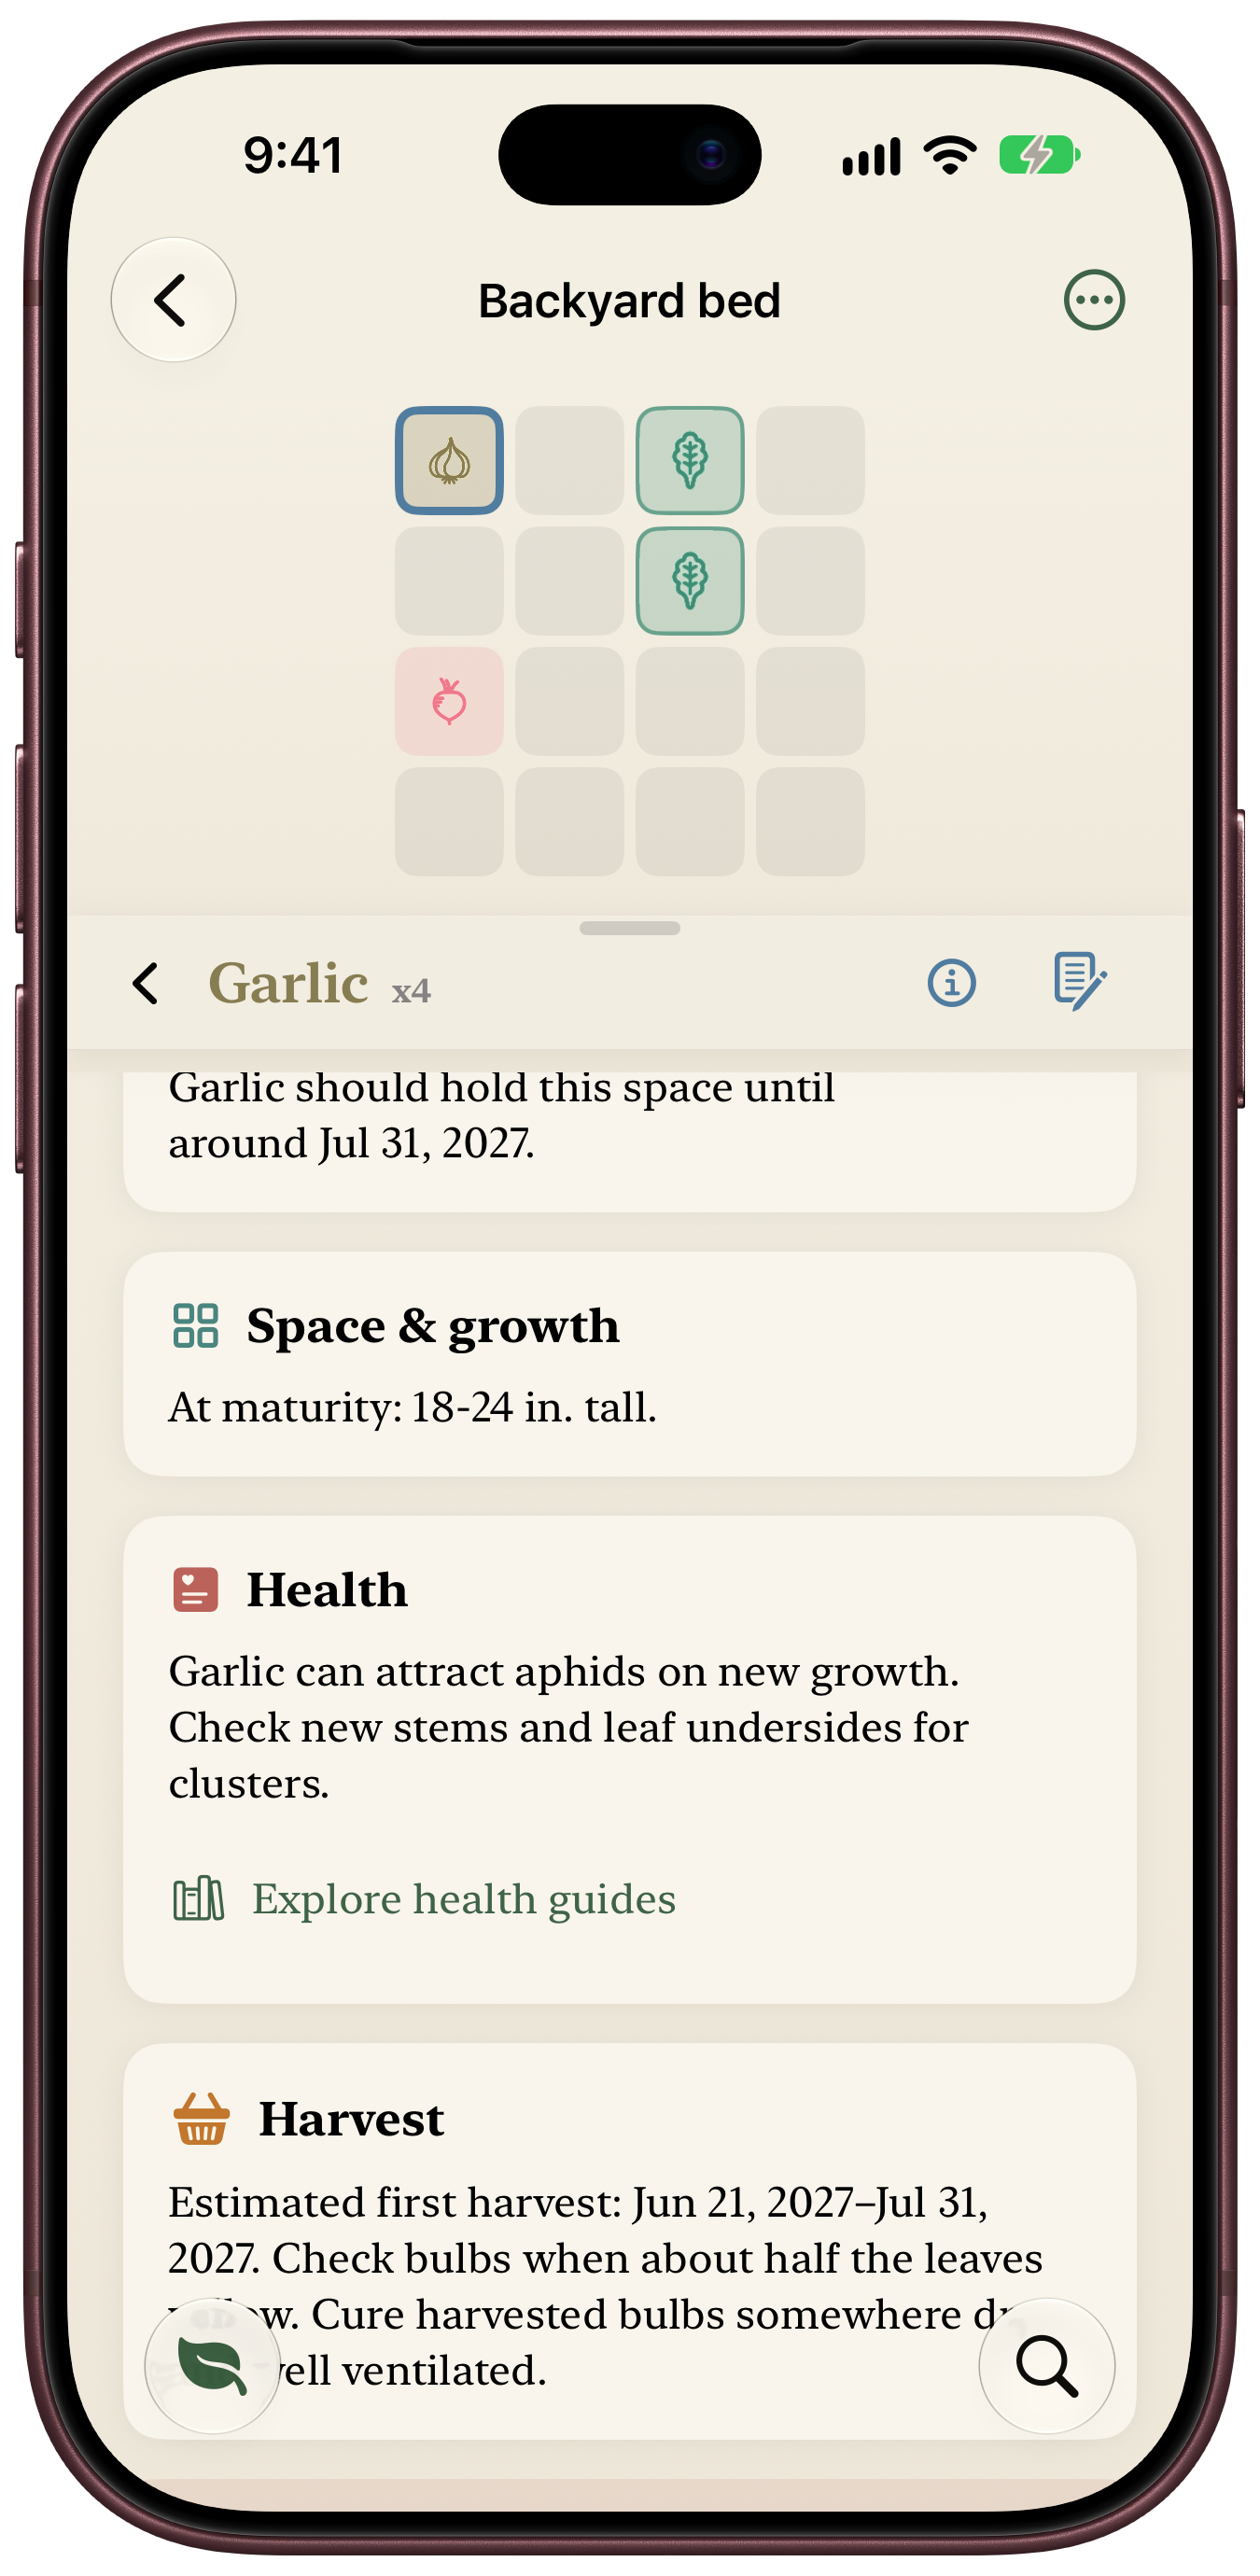 9:41
Backyard bed
Garlic x4
Garlic should hold this space until
around Jul 31, 2027.
Space & growth
At maturity: 18-24 in. tall.
Health
Garlic can attract aphids on new growth.
Check new stems and leaf undersides for
clusters.
Explore health guides
Harvest
Estimated first harvest: Jun 21, 2027–Jul 31,
2027. Check bulbs when about half the leaves
Cure harvested bulbs somewhere
well ventilated.